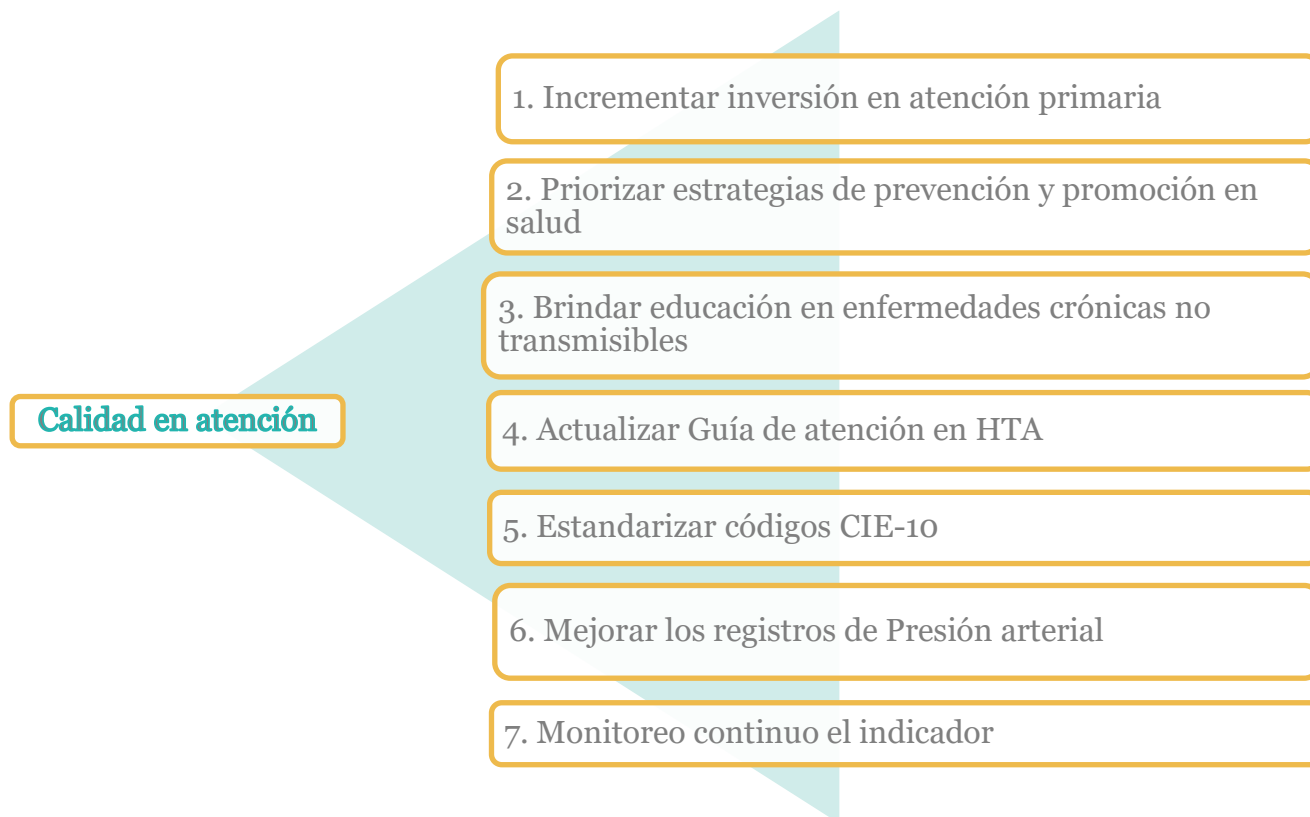 1. Incrementar inversión en atención primaria
2. Priorizar estrategias de prevención y promoción en
salud
3. Brindar educación en enfermedades crónicas no
transmisibles
Calidad en atención
4. Actualizar Guía de atención en HTA
5. Estandarizar códigos CIE-10
6. Mejorar los registros de Presión arterial
7. Monitoreo continuo el indicador